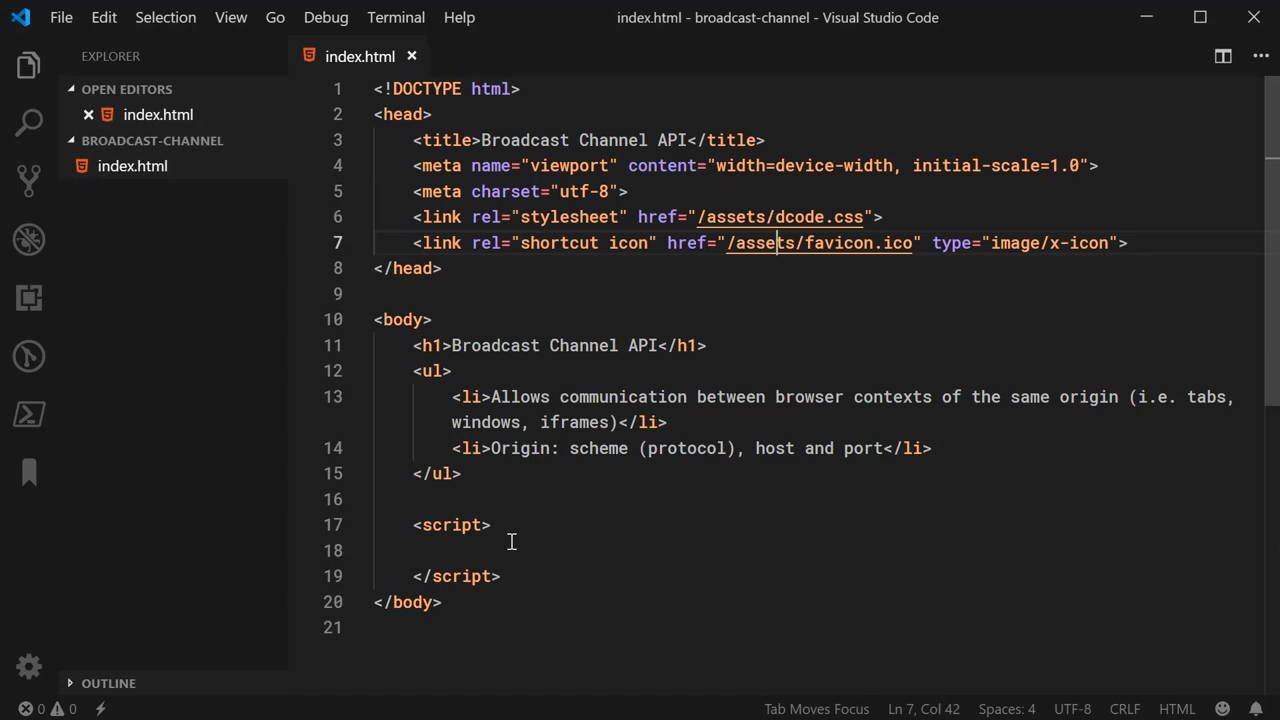 File Edit Selection View Go Debug Terminal Help index.html - broadcast-channel - Visual Studio Code
EXPLORER
OPEN EDITORS
index.html
BROADCAST-CHANNEL
index.html
OUTLINE
index.html
1 <!DOCTYPE html>
2 <head>
3 <title>Broadcast Channel API</title>
4 <meta name="viewport" content="width=device-width, initial-scale=1.0">
5 <meta charset="utf-8">
6 <link rel="stylesheet" href="/assets/dcode.css">
7 <link rel="shortcut icon" href="/assets/favicon.ico" type="image/x-icon">
8 </head>
9
10 <body>
11 <h1>Broadcast Channel API</h1>
12 <ul>
13 <li>Allows communication between browser contexts of the same origin (i.e. tabs,
windows, iframes)</li>
14 <li>Origin: scheme (protocol), host and port</li>
15 </ul>
16
17 <script>
18
19 </script>
20 </body>
21
0 0 Tab Moves Focus Ln 7, Col 42 Spaces: 4 UTF-8 CRLF HTML